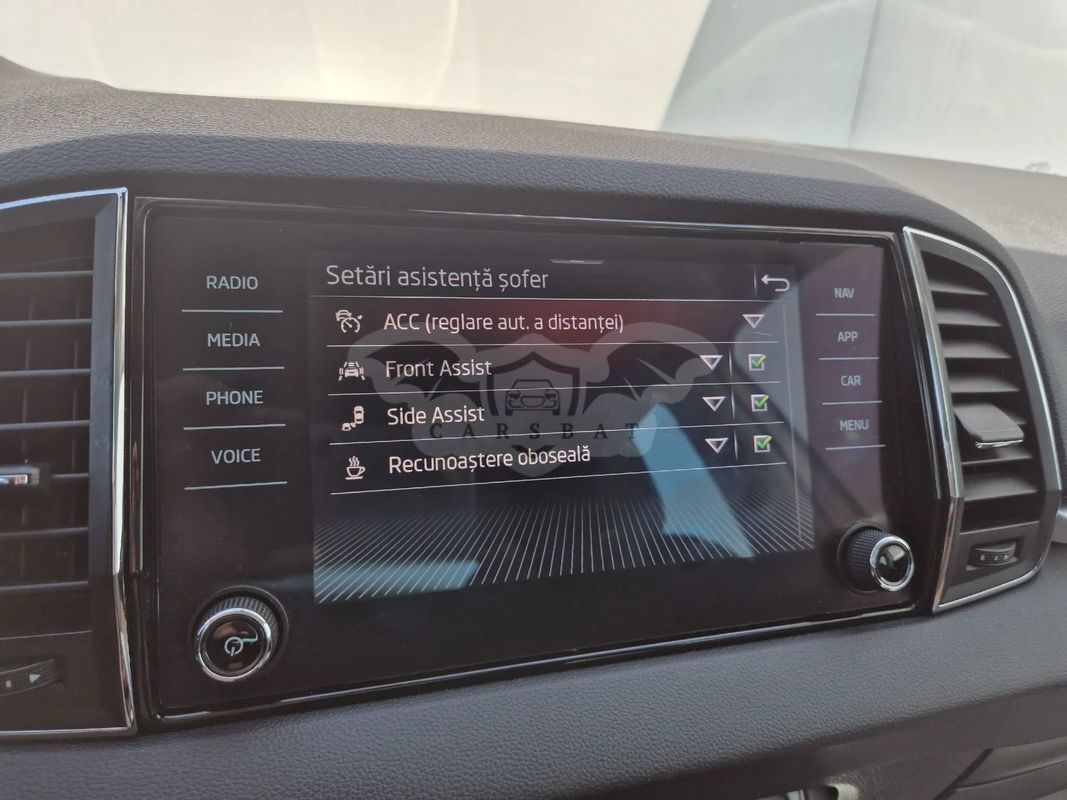 RADIO
MEDIA
PHONE
VOICE
Setări asistență șofer
ACC (reglare aut. a distanței)
Front Assist
Side Assist
Recunoaștere oboseală
CARSBAT
NAV
APP
CAR
MENU